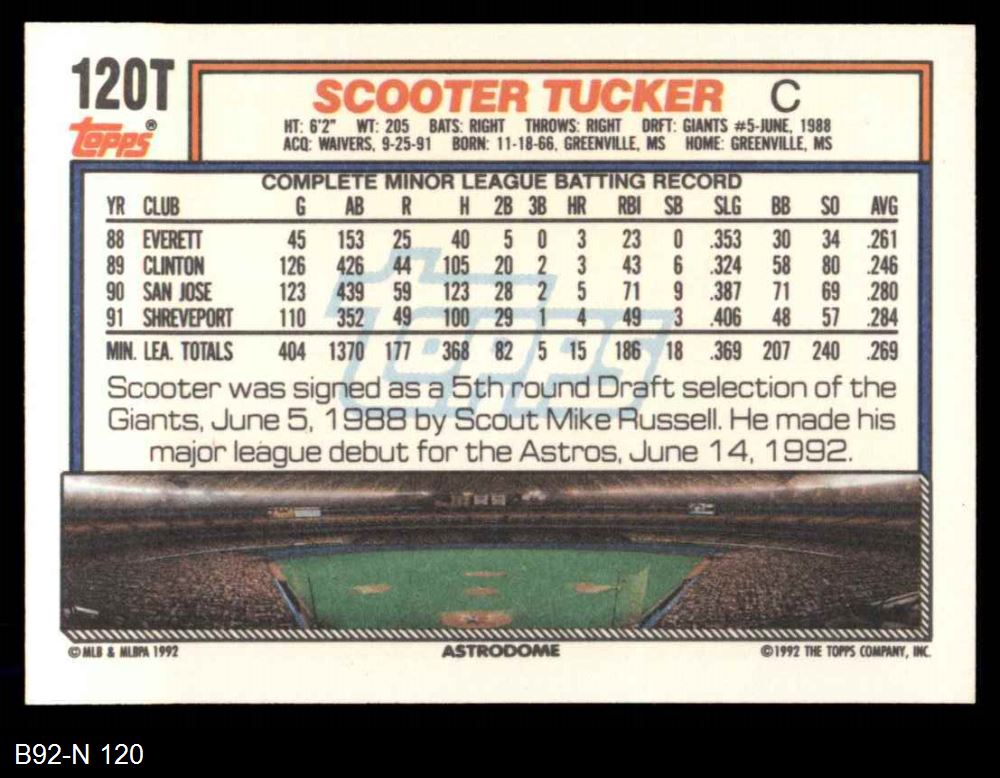 120T
SCOOTER TUCKER C
topps®
HT: 6'2" WT: 205 BATS: RIGHT THROWS: RIGHT DRFT: GIANTS #5-JUNE, 1988
ACQ: WAIVERS, 9-25-91 BORN: 11-18-66, GREENVILLE, MS HOME: GREENVILLE, MS
COMPLETE MINOR LEAGUE BATTING RECORD
YR CLUB G AB R H 2B 3B HR RBI SB SLG BB SO AVG
88 EVERETT 45 153 25 40 5 0 3 23 0 .353 30 34 .261
89 CLINTON 126 426 44 105 20 2 3 43 6 .324 58 80 .246
90 SAN JOSE 123 439 59 123 28 2 5 71 9 .387 71 69 .280
91 SHREVEPORT 110 352 49 100 29 1 4 49 3 .406 48 57 .284
MIN. LEA. TOTALS 404 1370 177 368 82 5 15 186 18 .369 207 240 .269
topps
Scooter was signed as a 5th round Draft selection of the
Giants, June 5, 1988 by Scout Mike Russell. He made his
major league debut for the Astros, June 14, 1992.
© MLB & MLBPA 1992 ASTRODOME © 1992 THE TOPPS COMPANY, INC.
B92-N 120